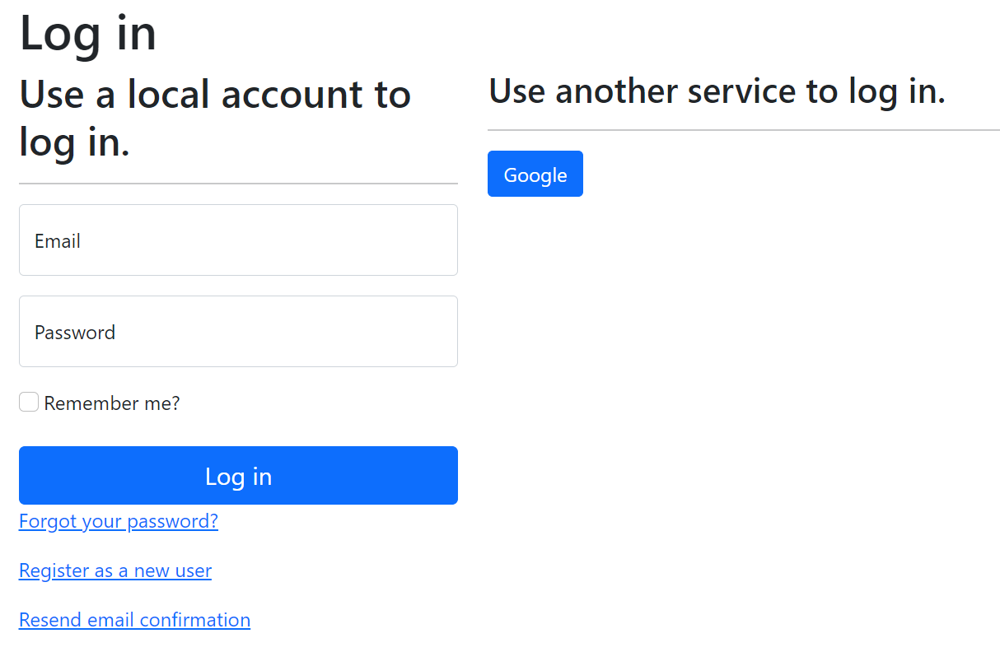 Log in
Use a local account to
log in.
Email
Password
Remember me?
Log in
Forgot your password?
Register as a new user
Resend email confirmation
Use another service to log in.
Google